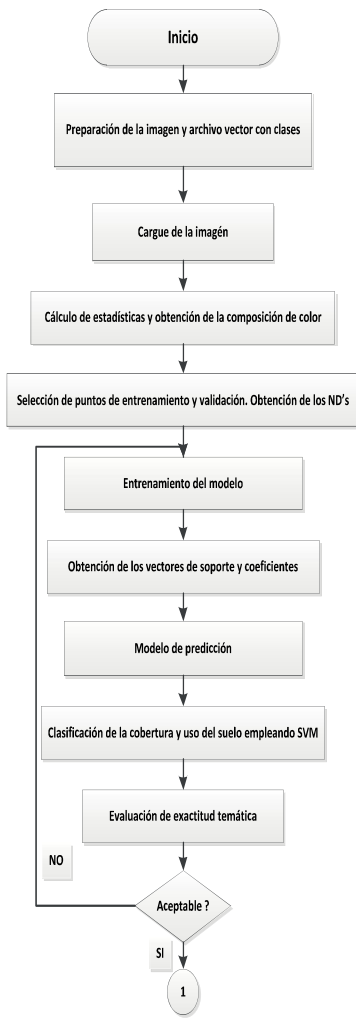 Inicio
Preparación de la imagen y archivo vector con clases
Cargue de la imagén
Cálculo de estadísticas y obtención de la composición de color
Selección de puntos de entrenamiento y validación. Obtención de los ND's
Entrenamiento del modelo
Obtención de los vectores de soporte y coeficientes
Modelo de predicción
Clasificación de la cobertura y uso del suelo empleando SVM
Evaluación de exactitud temática
NO
Aceptable ?
SI
1